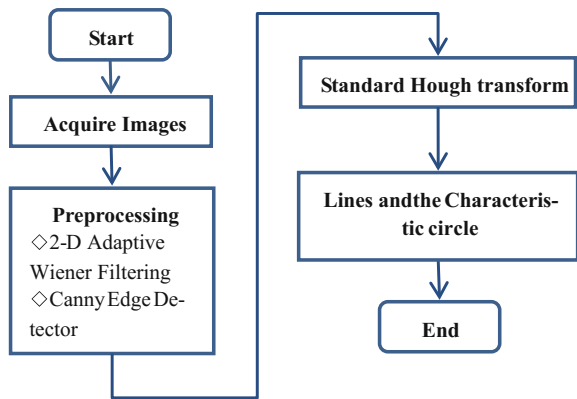 Start
Acquire Images
Preprocessing
◇2-D Adaptive
Wiener Filtering
◇Canny Edge De-
tector
Standard Hough transform
Lines andthe Characteris-
tic circle
End